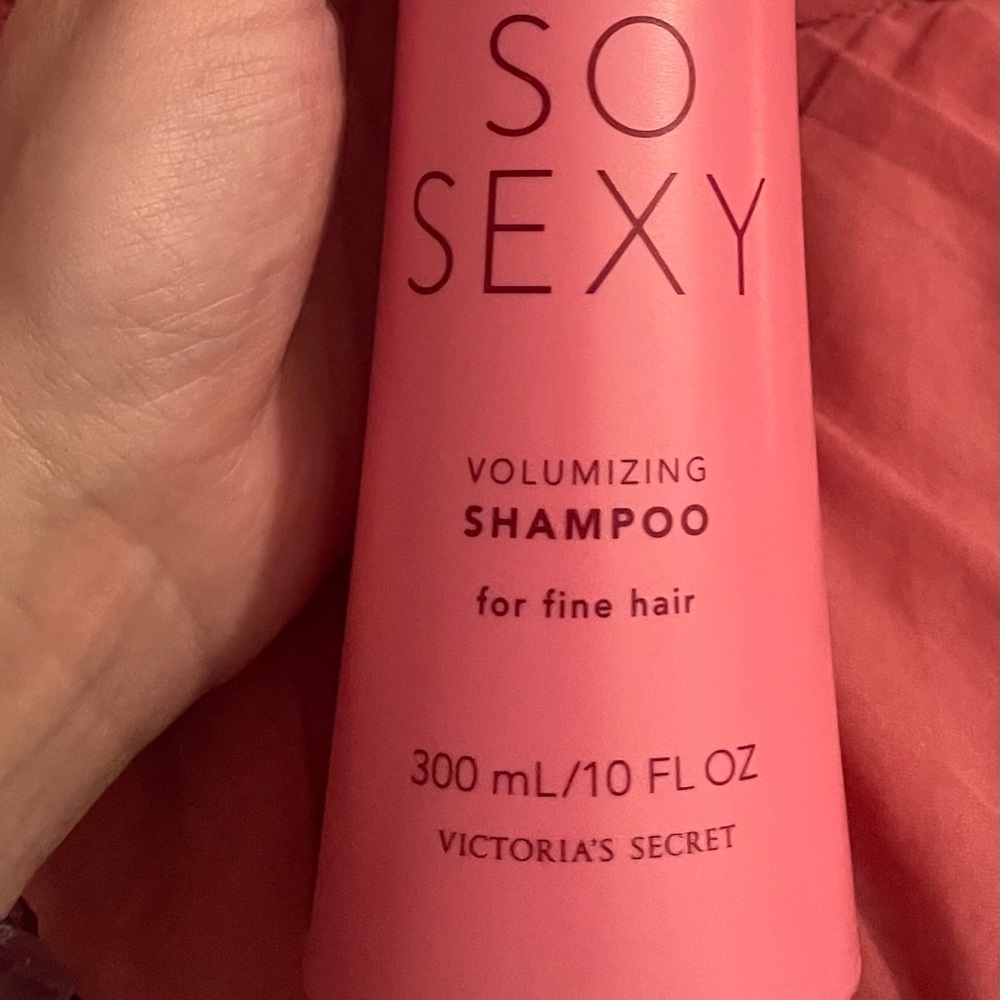 SO
SEXY
VOLUMIZING
SHAMPOO
for fine hair
300 mL/10 FL OZ
VICTORIA'S SECRET